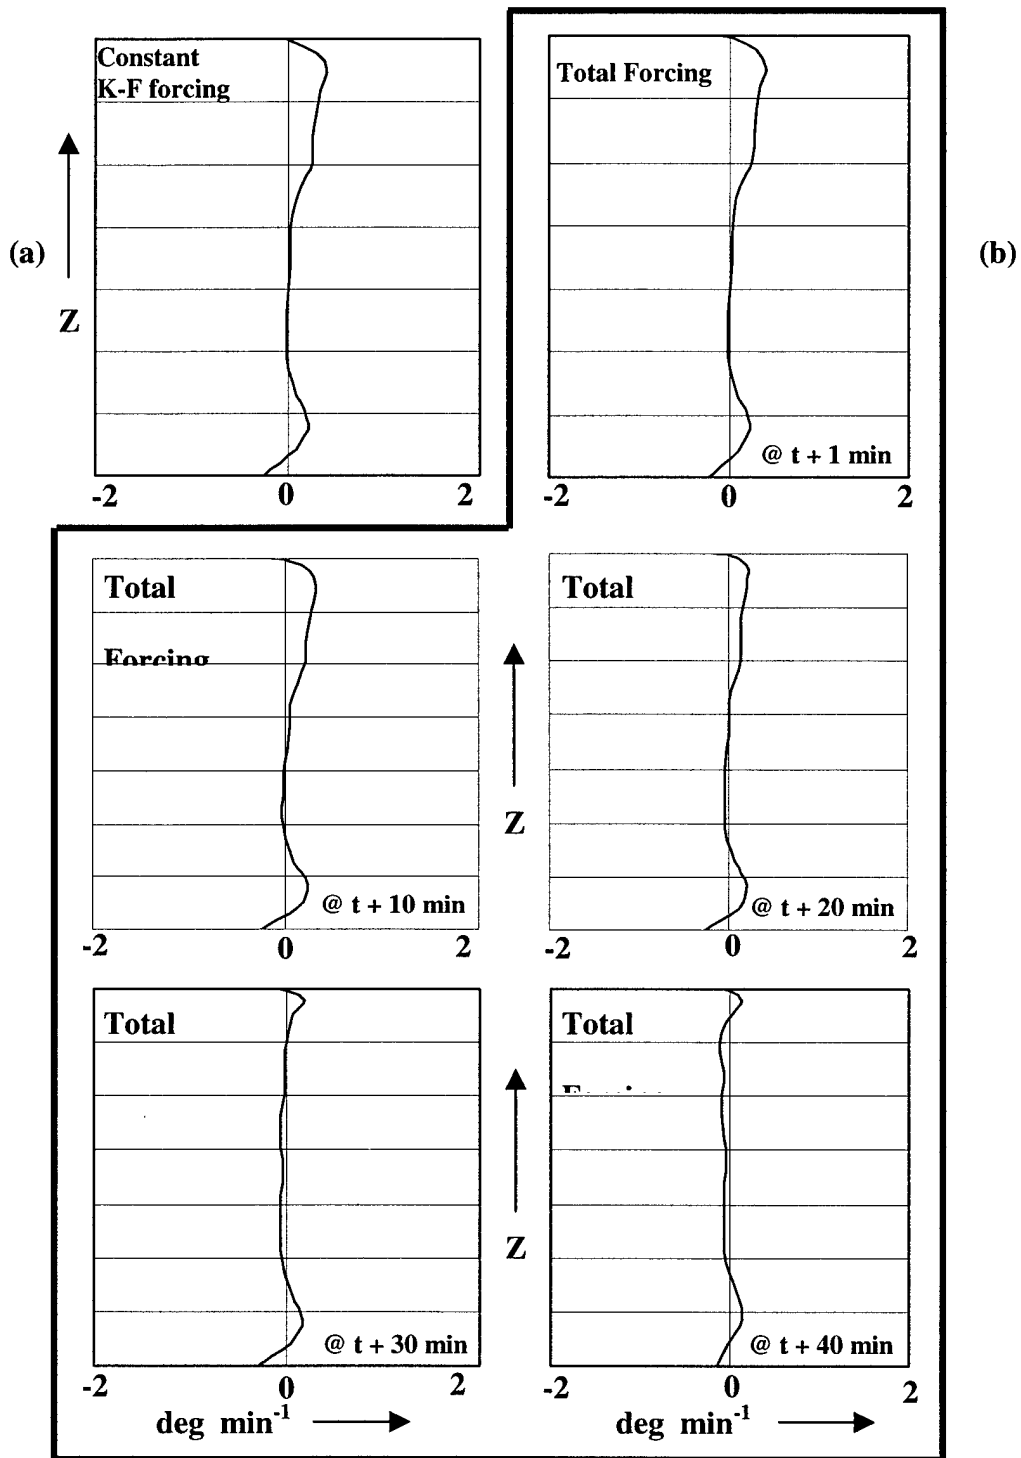 Constant
K-F forcing
Total Forcing
(a)
(b)
Z
@ t + 1 min
-2 0 2
-2 0 2
Total
Forcing
Total
Z
@ t + 10 min
@ t + 20 min
-2 0 2
-2 0 2
Total
Total
Z
@ t + 30 min
@ t + 40 min
-2 0 2
-2 0 2
deg min⁻¹
deg min⁻¹